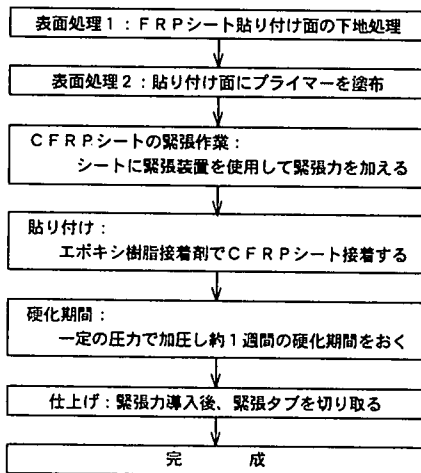 表面処理1：FRPシート貼り付け面の下地処理
表面処理2：貼り付け面にプライマーを塗布
CFRPシートの緊張作業：
シートに緊張装置を使用して緊張力を加える
貼り付け：
エポキシ樹脂接着剤でCFRPシート接着する
硬化期間：
一定の圧力で加圧し約1週間の硬化期間をおく
仕上げ：緊張力導入後、緊張タブを切り取る
完　　　成